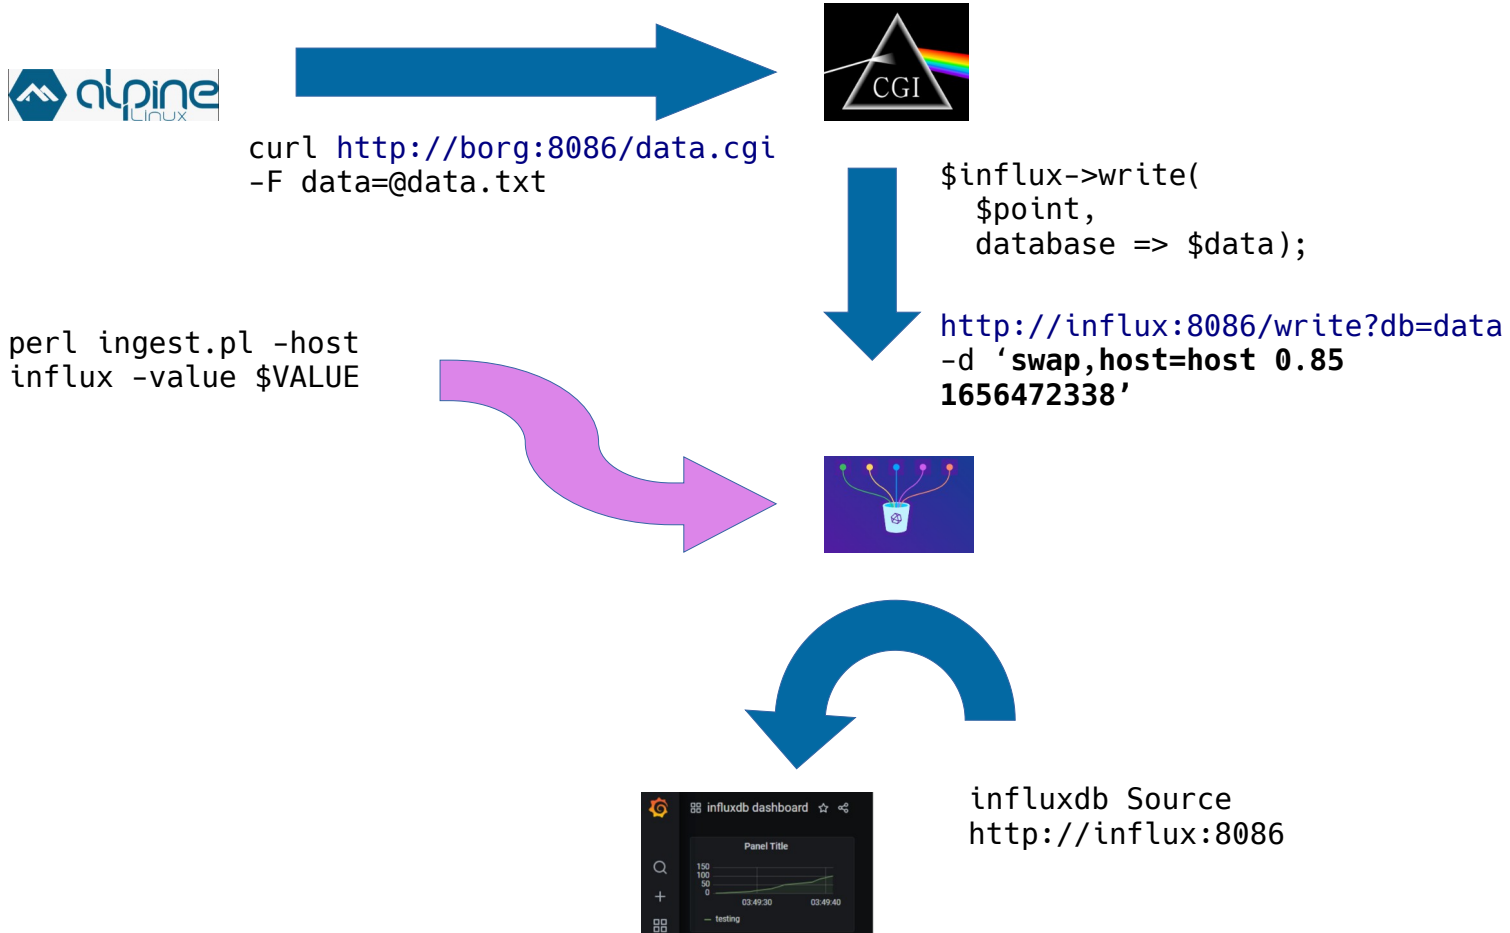 alpine
Linux
CGI
curl http://borg:8086/data.cgi
-F data=@data.txt
$influx->write(
$point,
database => $data);
http://influx:8086/write?db=data
-d ‘swap,host=host 0.85
1656472338’
perl ingest.pl -host
influx -value $VALUE
influxdb dashboard
Panel Title
150
100
50
0
03:49:30 03:49:40
testing
influxdb Source
http://influx:8086